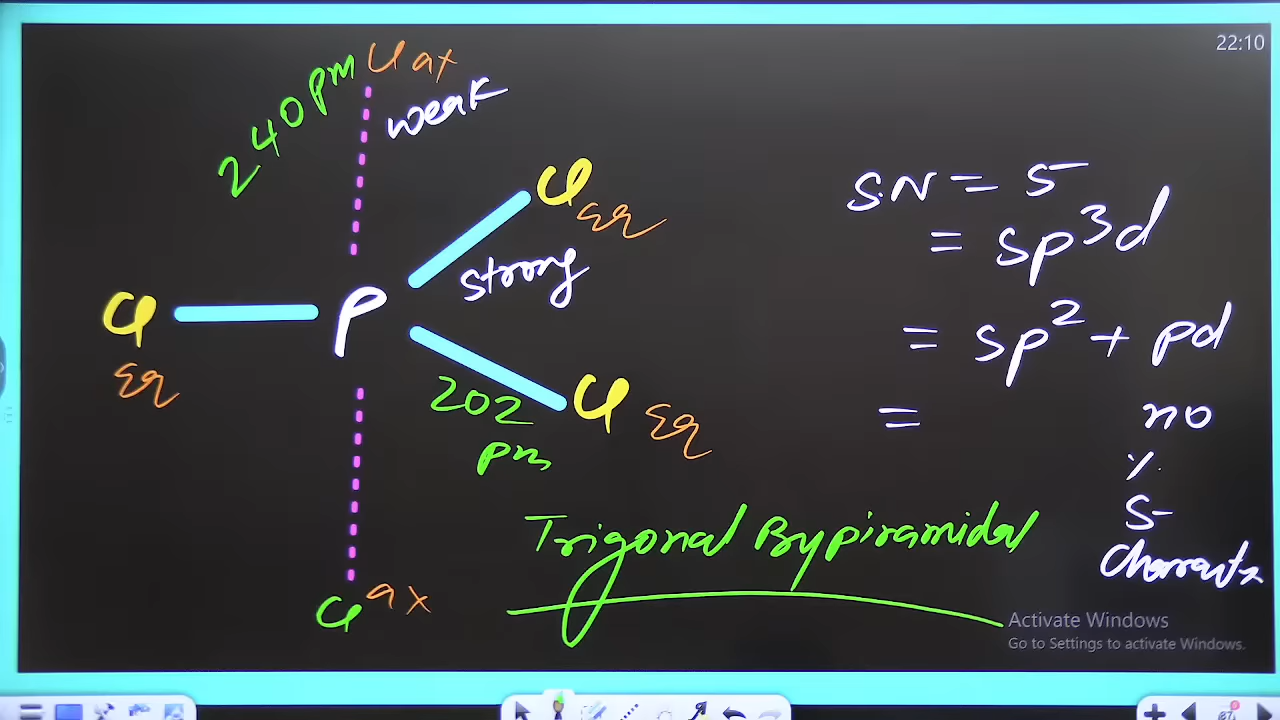 22:10
240pm
Cl ax
weak
Cl
Eq
S.N = 5
= sp³d
strong
Cl
P
Eq
= sp² + pd
202
pm
Cl Eq
= no
%
S-
Trigonal Bypiramidal
Cl ax
Activate Windows
Go to Settings to activate Windows.